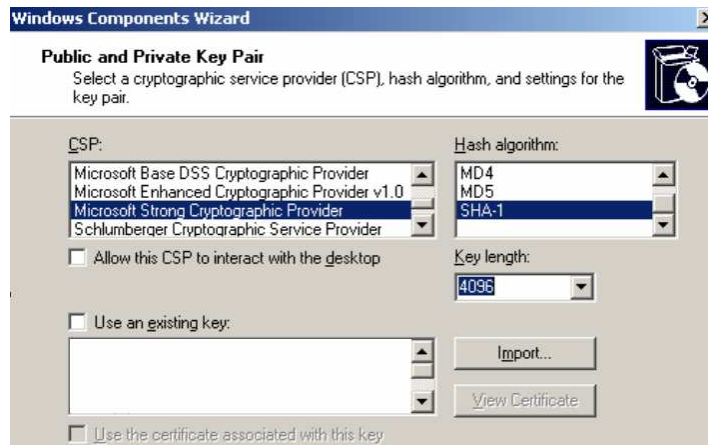 Windows Components Wizard
Public and Private Key Pair
Select a cryptographic service provider (CSP), hash algorithm, and settings for the
key pair.
CSP:
Microsoft Base DSS Cryptographic Provider
Microsoft Enhanced Cryptographic Provider v1.0
Microsoft Strong Cryptographic Provider
Schlumberger Cryptographic Service Provider
Allow this CSP to interact with the desktop
Hash algorithm:
MD4
MD5
SHA-1
Key length:
4096
Use an existing key:
Import...
View Certificate
Use the certificate associated with this key